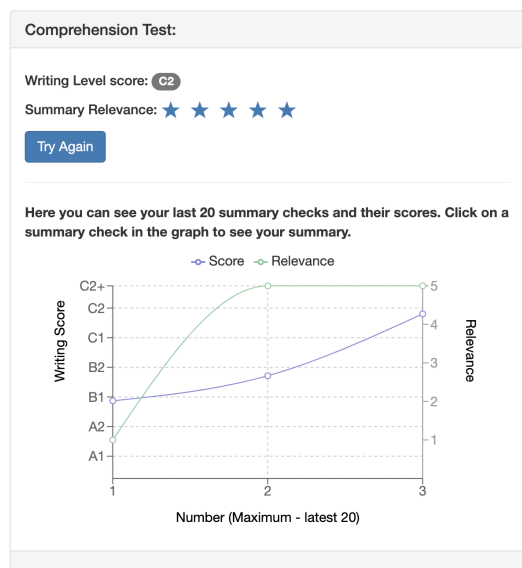 Comprehension Test:
Writing Level score: C2
Summary Relevance:
Try Again
Here you can see your last 20 summary checks and their scores. Click on a
summary check in the graph to see your summary.
Score Relevance
C2+
C2
C1
B2
B1
A2
A1
Writing Score
5
4
3
2
1
Relevance
1 2 3
Number (Maximum - latest 20)